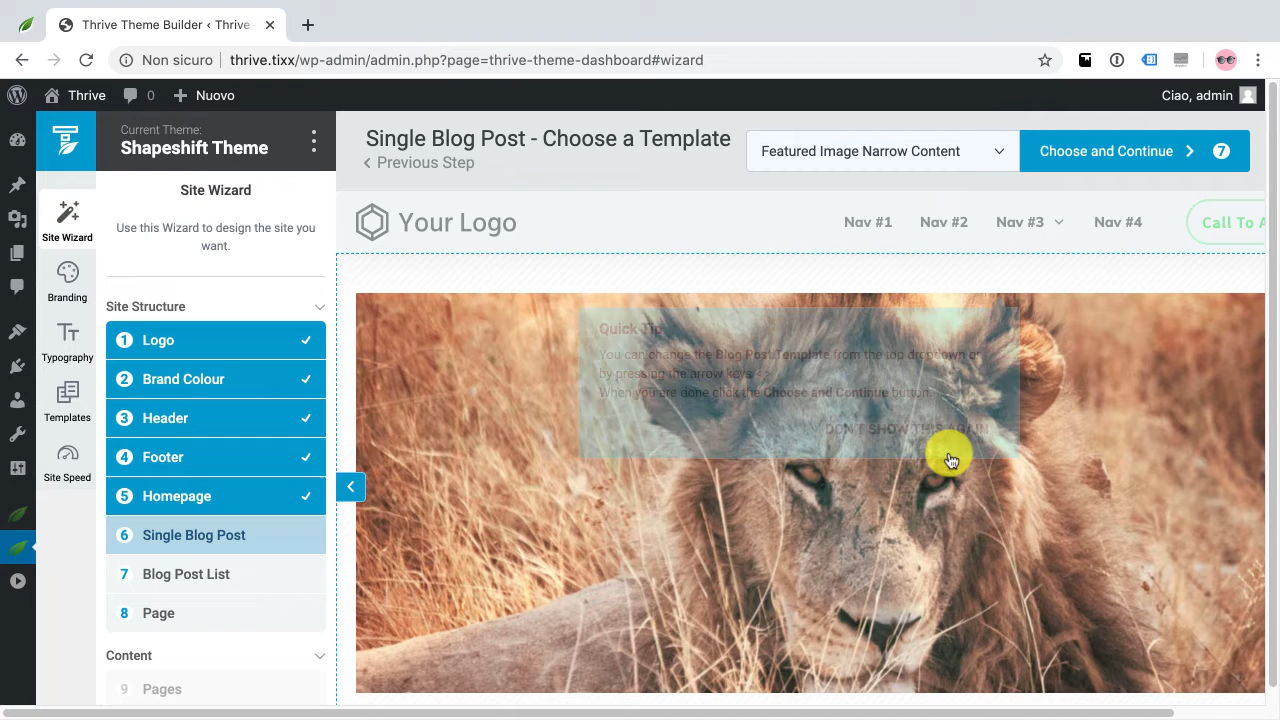 Thrive Theme Builder ‹ Thrive
Non sicuro
thrive.tixx/wp-admin/admin.php?page=thrive-theme-dashboard#wizard
Thrive
0
Nuovo
Ciao, admin
Current Theme:
Shapeshift Theme
Single Blog Post - Choose a Template
Previous Step
Featured Image Narrow Content
Choose and Continue
7
Site Wizard
Use this Wizard to design the site you
want.
Site Wizard
Branding
Typography
Templates
Site Speed
Site Structure
1 Logo
2 Brand Colour
3 Header
4 Footer
5 Homepage
6 Single Blog Post
7 Blog Post List
8 Page
Content
9 Pages
Your Logo
Nav #1
Nav #2
Nav #3
Nav #4
Call To A
Quick Tip
You can change the Blog Post Template from the top dropdown or
by pressing the arrow keys <>
When you are done click the Choose and Continue button.
DON'T SHOW THIS AGAIN